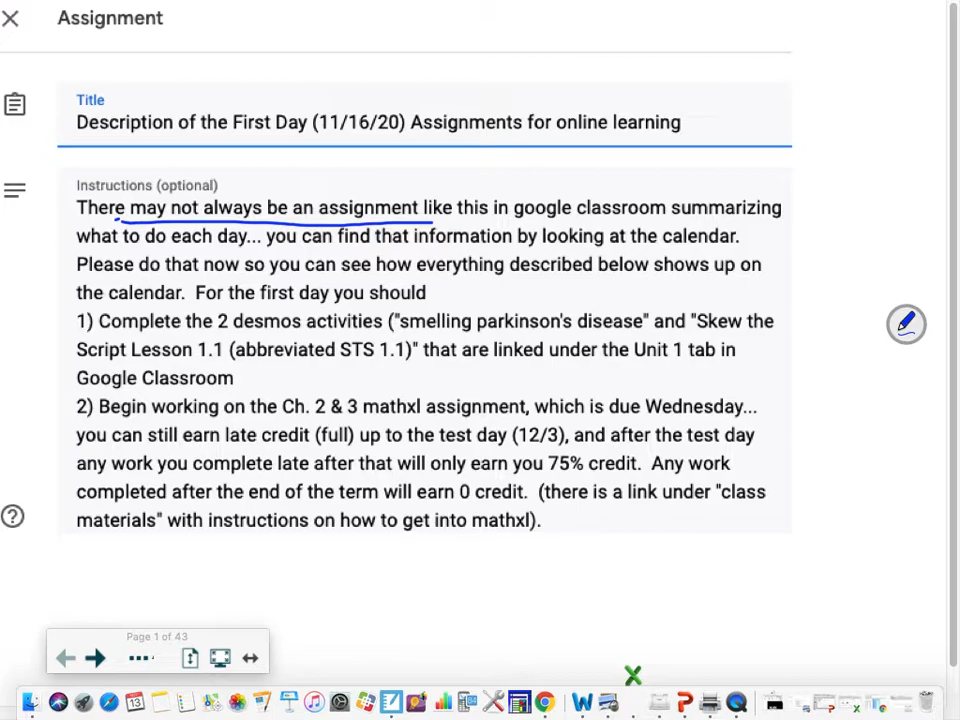 Assignment
Title
Description of the First Day (11/16/20) Assignments for online learning
Instructions (optional)
There may not always be an assignment like this in google classroom summarizing
what to do each day... you can find that information by looking at the calendar.
Please do that now so you can see how everything described below shows up on
the calendar.  For the first day you should
1) Complete the 2 desmos activities ("smelling parkinson's disease" and "Skew the
Script Lesson 1.1 (abbreviated STS 1.1)" that are linked under the Unit 1 tab in
Google Classroom
2) Begin working on the Ch. 2 & 3 mathxl assignment, which is due Wednesday...
you can still earn late credit (full) up to the test day (12/3), and after the test day
any work you complete late after that will only earn you 75% credit.  Any work
completed after the end of the term will earn 0 credit.  (there is a link under "class
materials" with instructions on how to get into mathxl).
Page 1 of 43